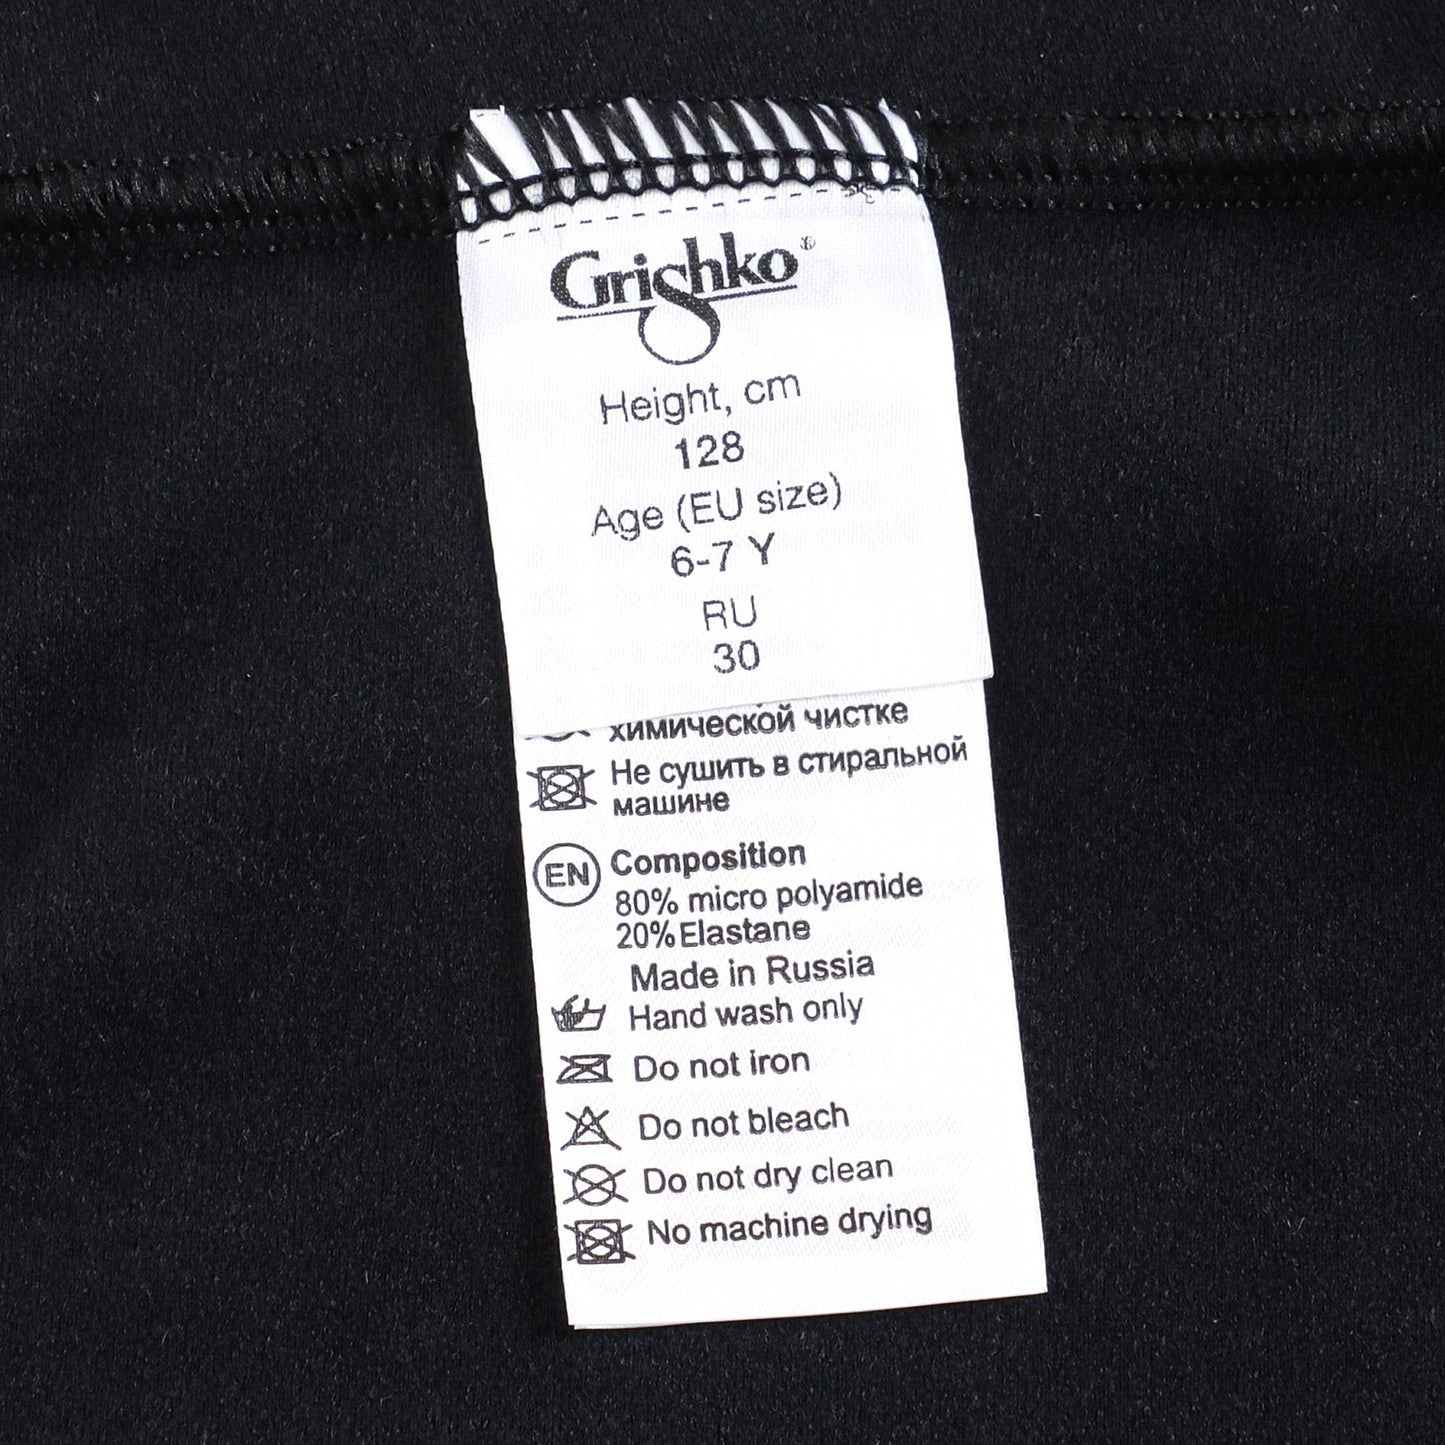 Grishko®
Height, cm
128
Age (EU size)
6-7 Y
RU
30
химической чистке
Не сушить в стиральной
машине
EN Composition
80% micro polyamide
20% Elastane
Made in Russia
Hand wash only
Do not iron
Do not bleach
Do not dry clean
No machine drying